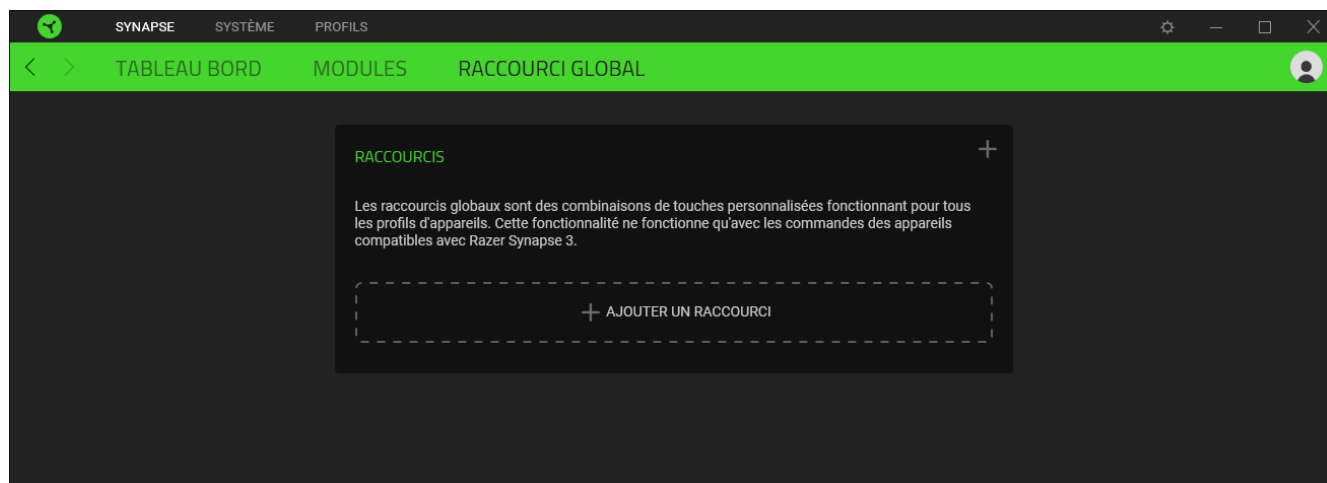 SYNAPSE SYSTÈME PROFILS
TABLEAU BORD MODULES RACCOURCI GLOBAL
RACCOURCIS
Les raccourcis globaux sont des combinaisons de touches personnalisées fonctionnant pour tous
les profils d'appareils. Cette fonctionnalité ne fonctionne qu'avec les commandes des appareils
compatibles avec Razer Synapse 3.
AJOUTER UN RACCOURCI